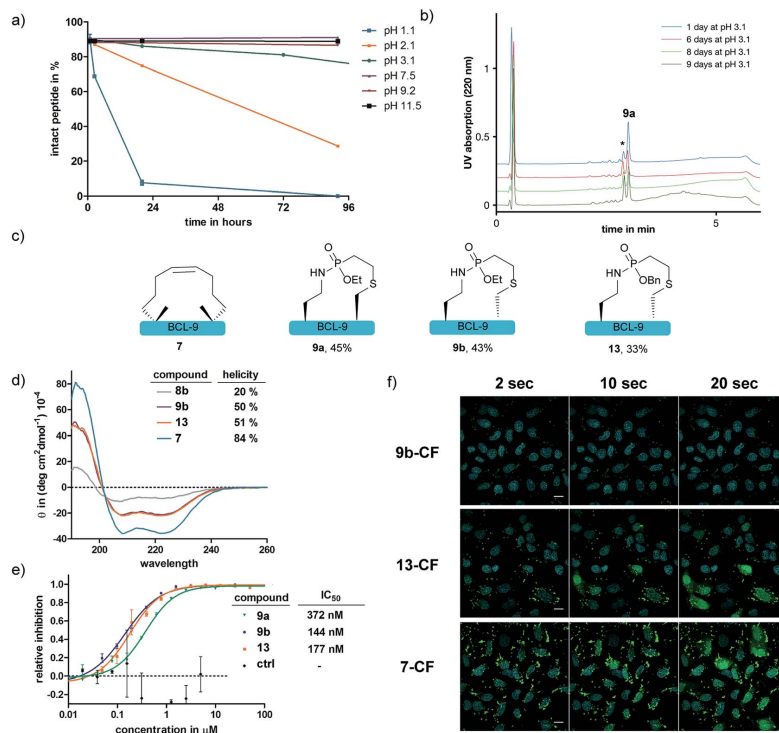 a)
intact peptide in %
100
80
60
40
20
0
0
24
48
72
96
time in hours
pH 1.1
pH 2.1
pH 3.1
pH 7.5
pH 9.2
pH 11.5
b)
UV absorption (220 nm)
1
0.5
0.0
0
2
4
6
time in min
1 day at pH 3.1
6 days at pH 3.1
8 days at pH 3.1
9 days at pH 3.1
9a
*
c)
BCL-9
7
O
HN P
OEt
S
BCL-9
9a, 45%
O
HN P
OEt
S
BCL-9
9b, 43%
O
HN P
OBn
S
BCL-9
13, 33%
d)
θ in (deg cm²dmol⁻¹) 10⁻⁴
80
60
40
20
0
-20
-40
200
220
240
260
wavelength
compound helicity
8b 20 %
9b 50 %
13 51 %
7 84 %
e)
relative inhibition
1.0
0.8
0.6
0.4
0.2
0.0
-0.2
0.01
0.1
1
10
100
concentration in µM
compound IC₅₀
9a 372 nM
9b 144 nM
13 177 nM
ctrl -
f)
2 sec 10 sec 20 sec
9b-CF
13-CF
7-CF